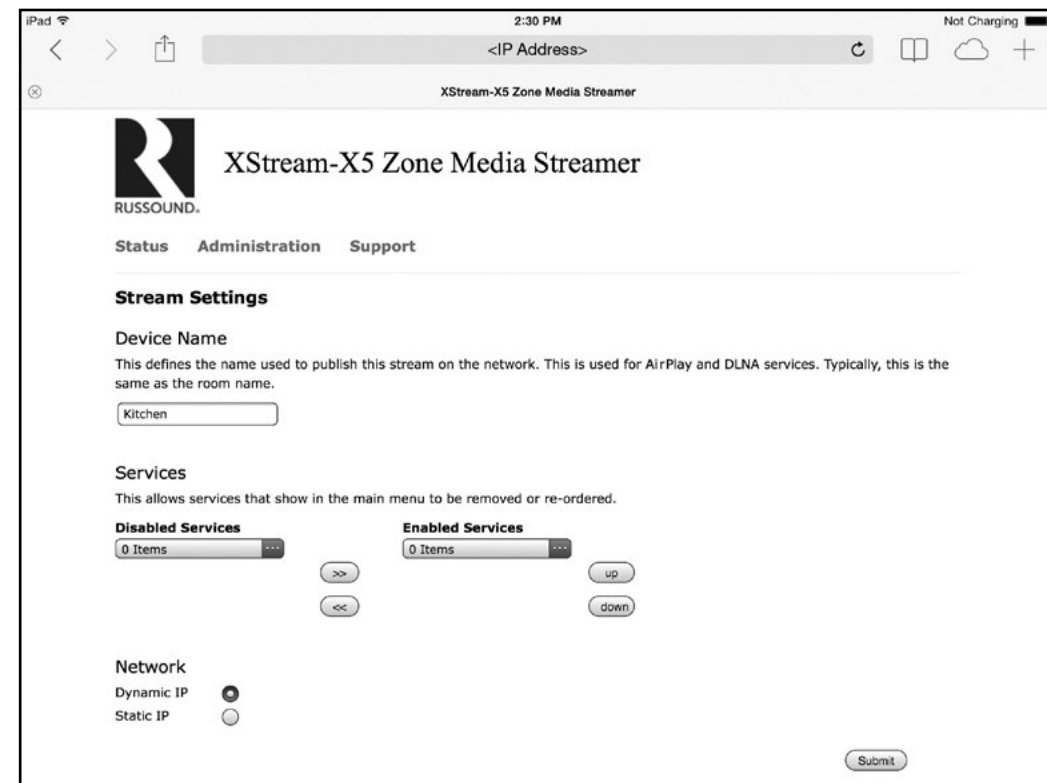 iPad 2:30 PM Not Charging
<IP Address>
XStream-X5 Zone Media Streamer
RUSSOUND.
XStream-X5 Zone Media Streamer
Status Administration Support
Stream Settings
Device Name
This defines the name used to publish this stream on the network. This is used for AirPlay and DLNA services. Typically, this is the
same as the room name.
Kitchen
Services
This allows services that show in the main menu to be removed or re-ordered.
Disabled Services Enabled Services
0 Items ... 0 Items ...
>> up
<< down
Network
Dynamic IP
Static IP
Submit